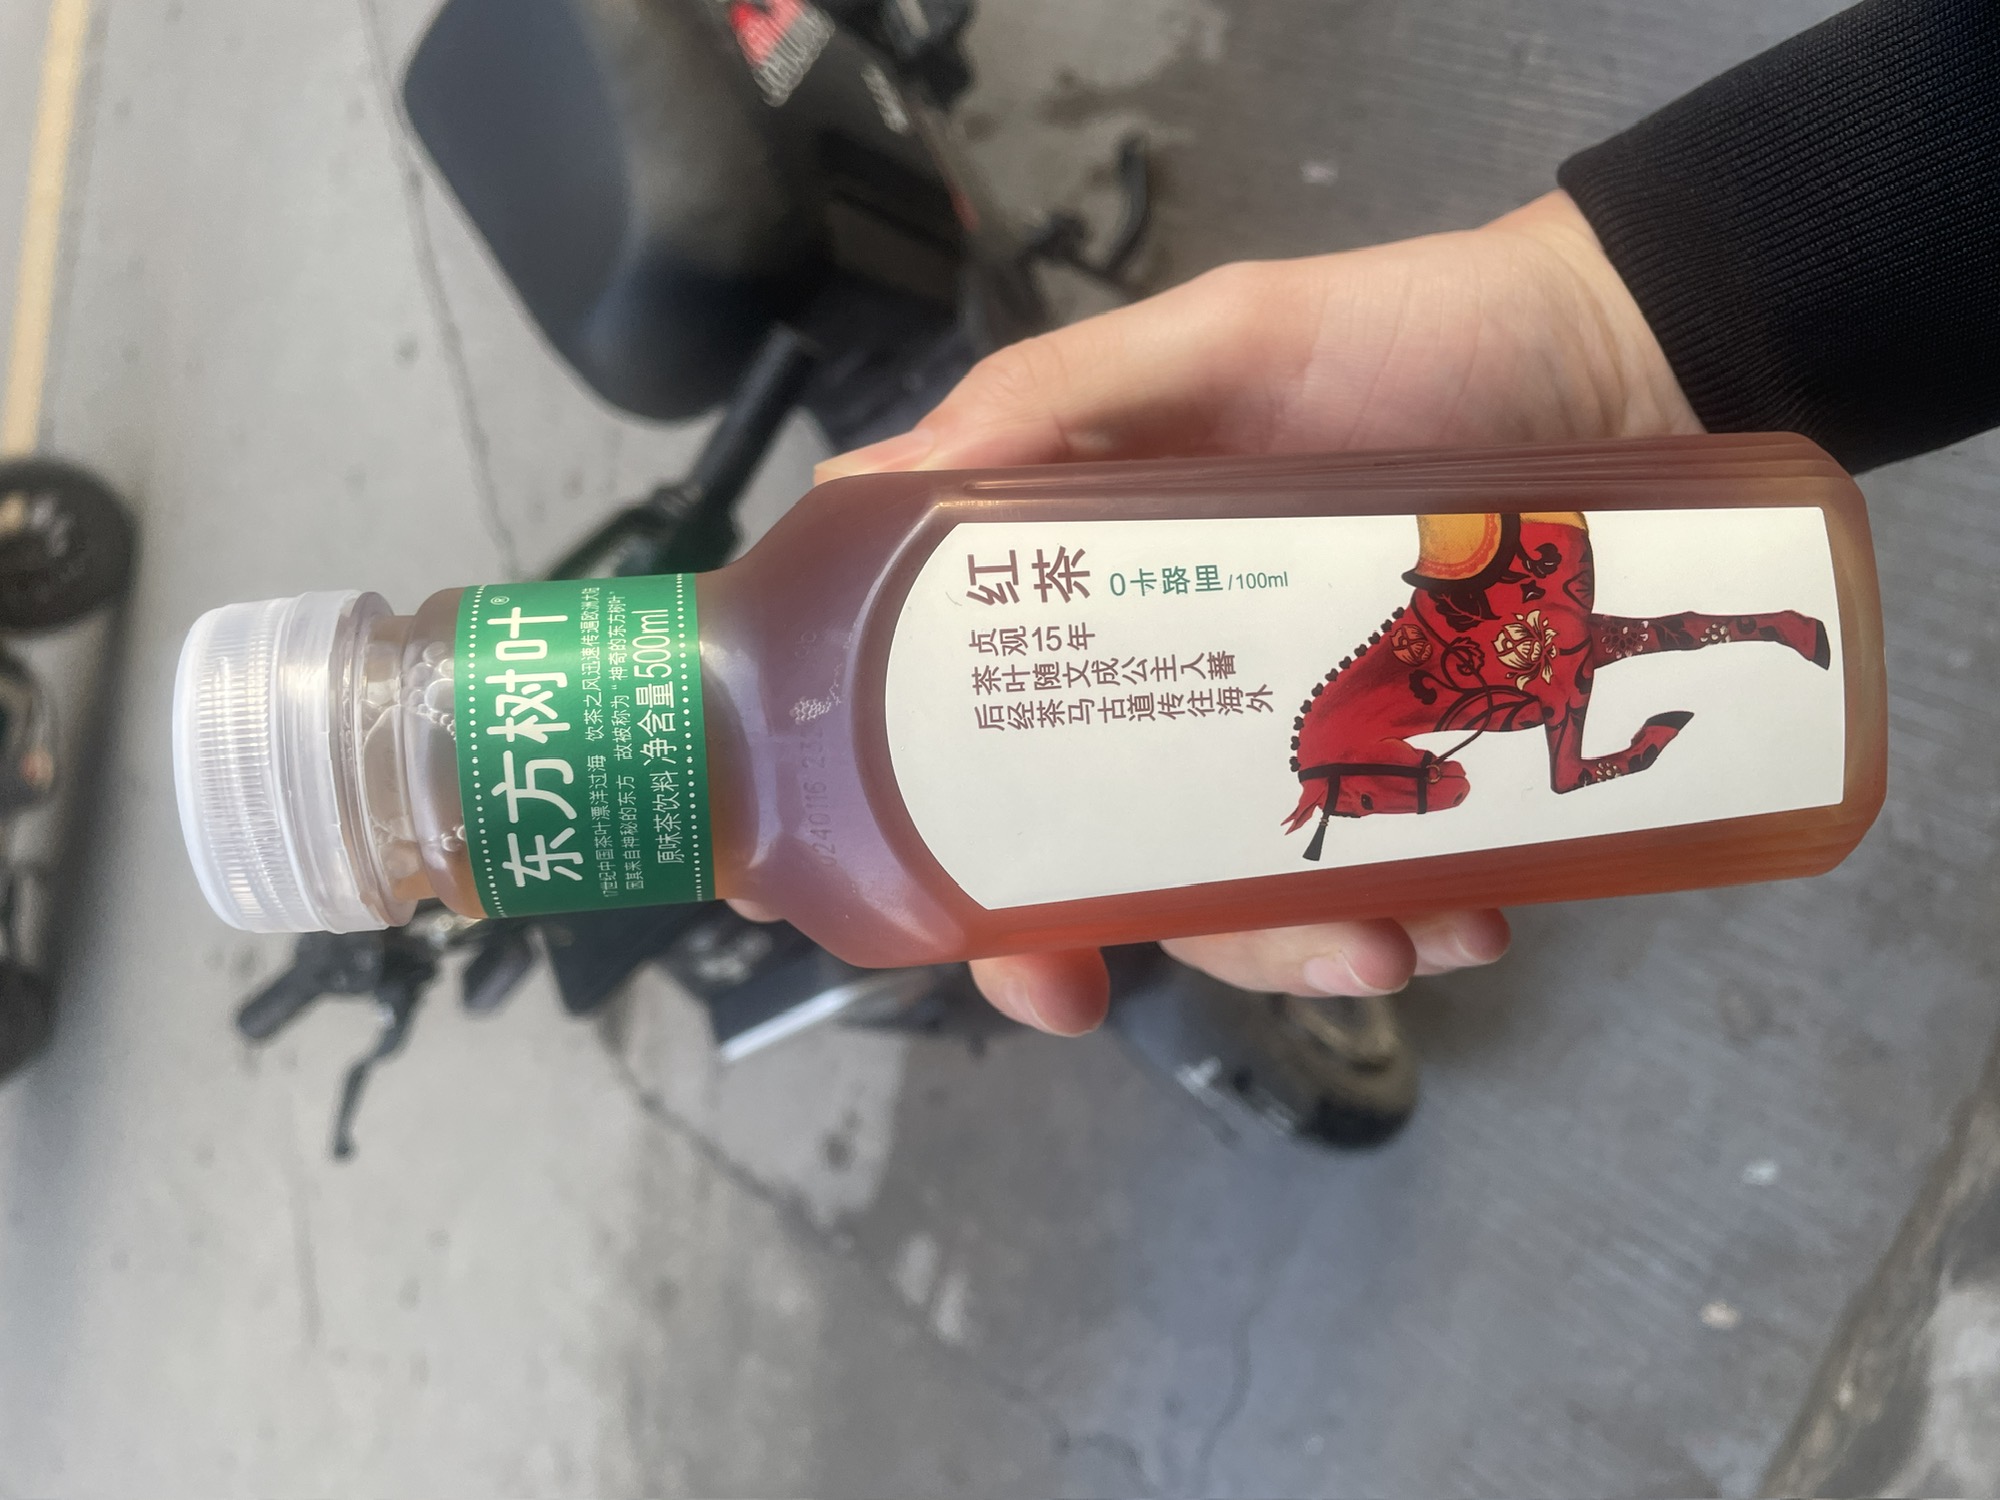 东方树叶®
17世纪中国茶叶漂洋过海 饮茶之风迅速传遍欧洲大陆
因其来自神秘的东方 故被称为“神奇的东方树叶”
原味茶饮料 净含量500ml
红茶
0卡路里/100ml
贞观15年
茶叶随文成公主入蕃
后经茶马古道传往海外